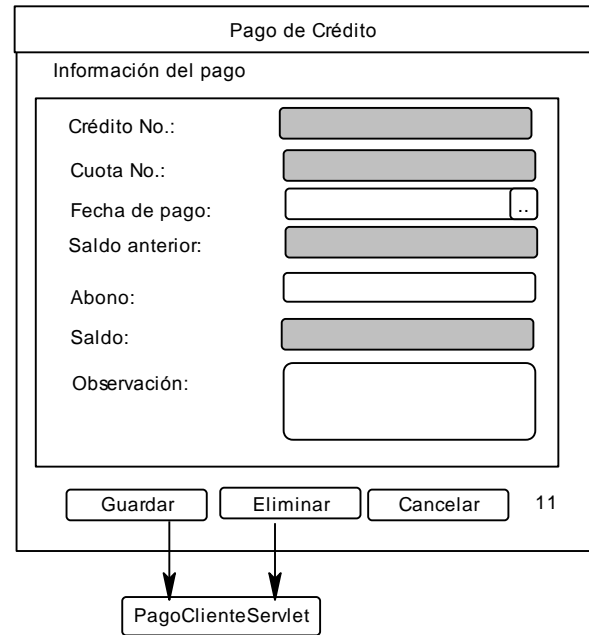 Pago de Crédito
Información del pago
Crédito No.:
Cuota No.:
Fecha de pago:
..
Saldo anterior:
Abono:
Saldo:
Observación:
Guardar Eliminar Cancelar 11
PagoClienteServlet